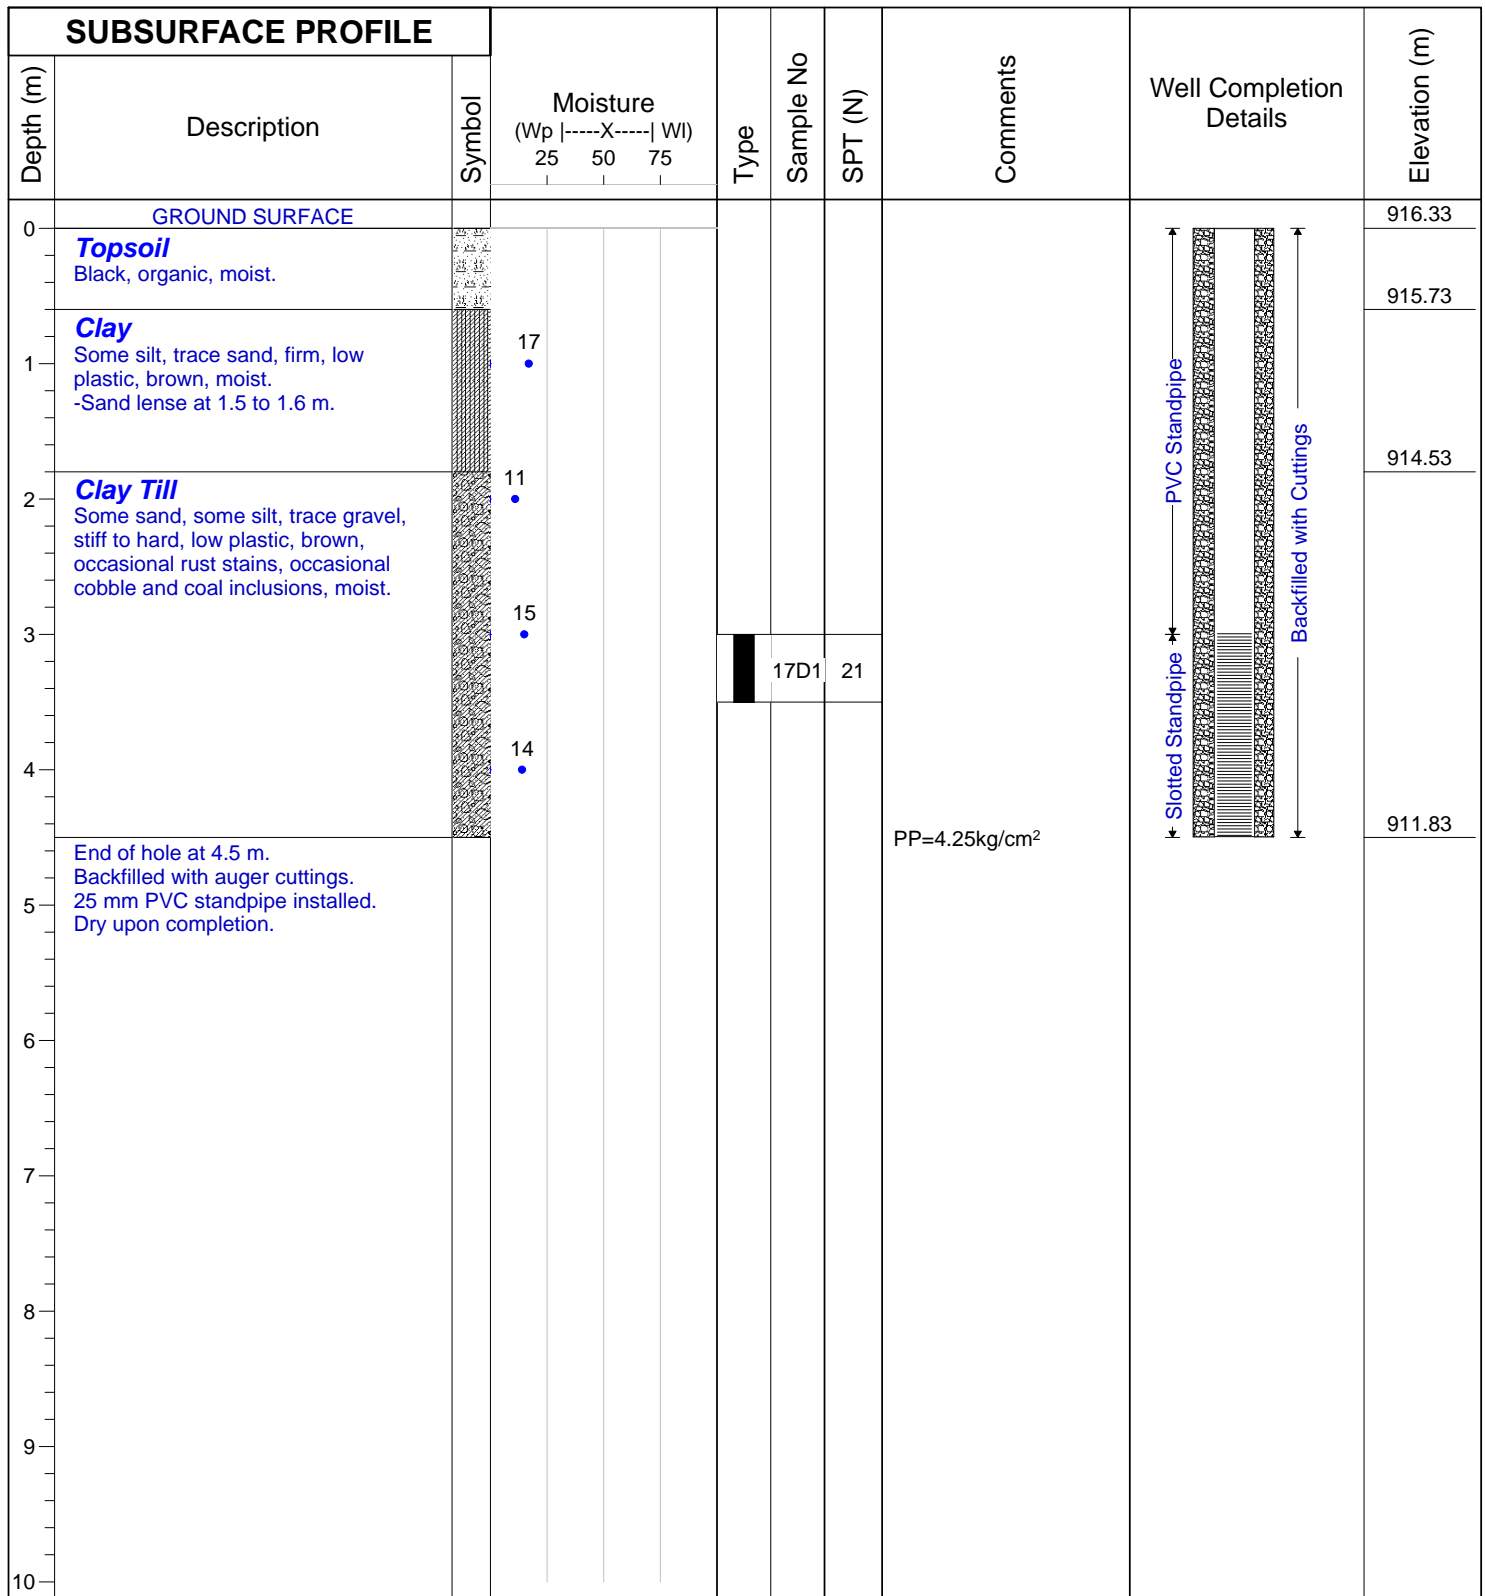 SUBSURFACE PROFILE
Depth (m)
Description
Symbol
Moisture
(Wp |-----X-----| Wl)
25 50 75
Type
Sample No
SPT (N)
Comments
Well Completion
Details
Elevation (m)
GROUND SURFACE
916.33
0
Topsoil
Black, organic, moist.
915.73
Clay
Some silt, trace sand, firm, low
plastic, brown, moist.
-Sand lense at 1.5 to 1.6 m.
17
1
914.53
Clay Till
Some sand, some silt, trace gravel,
stiff to hard, low plastic, brown,
occasional rust stains, occasional
cobble and coal inclusions, moist.
11
2
15
3
17D1 21
14
4
PVC Standpipe
Slotted Standpipe
Backfilled with Cuttings
PP=4.25kg/cm²
911.83
End of hole at 4.5 m.
Backfilled with auger cuttings.
25 mm PVC standpipe installed.
Dry upon completion.
5
6
7
8
9
10